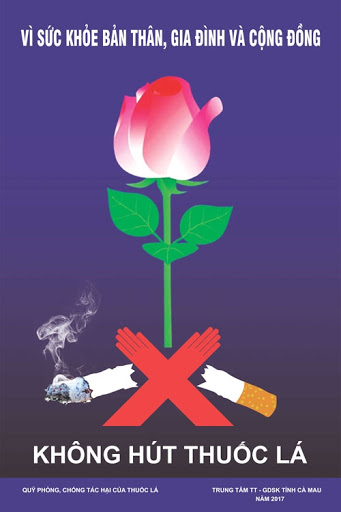 VÌ SỨC KHỎE BẢN THÂN, GIA ĐÌNH VÀ CỘNG ĐỒNG
KHÔNG HÚT THUỐC LÁ
QUỸ PHÒNG, CHỐNG TÁC HẠI CỦA THUỐC LÁ
TRUNG TÂM TT - GDSK TỈNH CÀ MAU
NĂM 2017